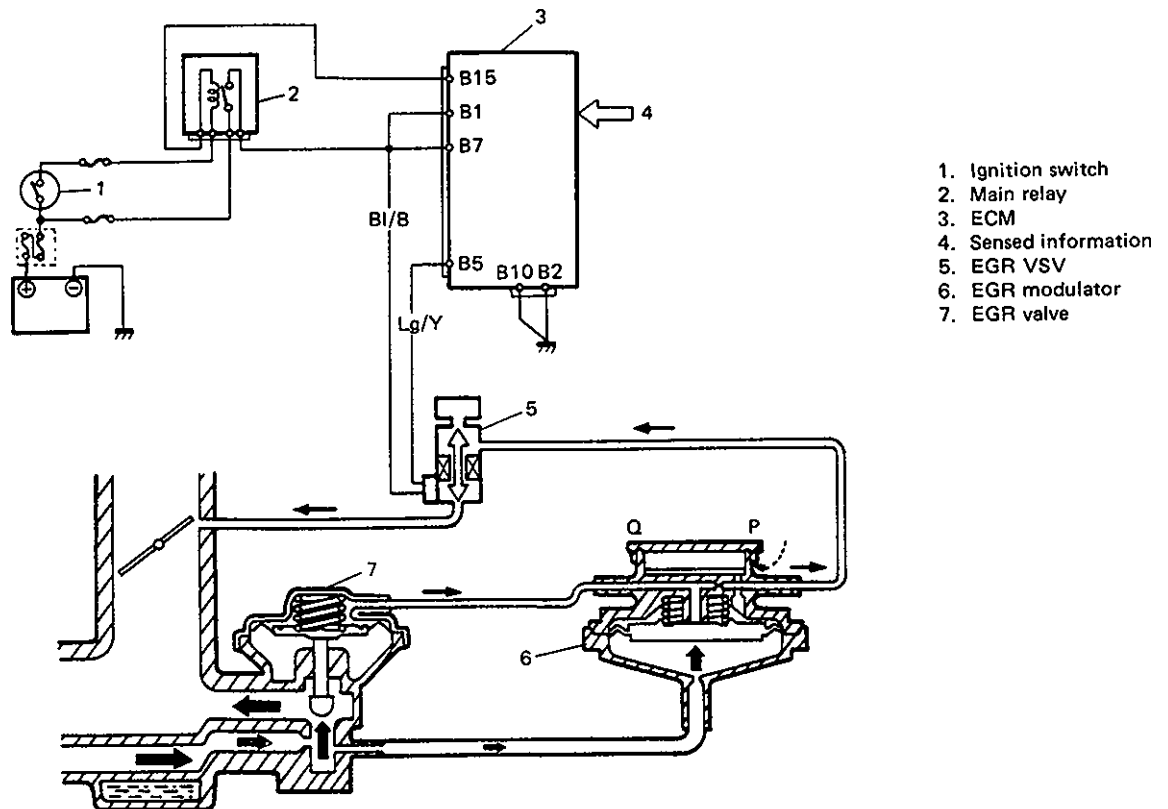 3
B15
B1
2
4
B7
1
Bl/B
B5
B10 B2
Lg/Y
5
Q
P
7
6
1. Ignition switch
2. Main relay
3. ECM
4. Sensed information
5. EGR VSV
6. EGR modulator
7. EGR valve